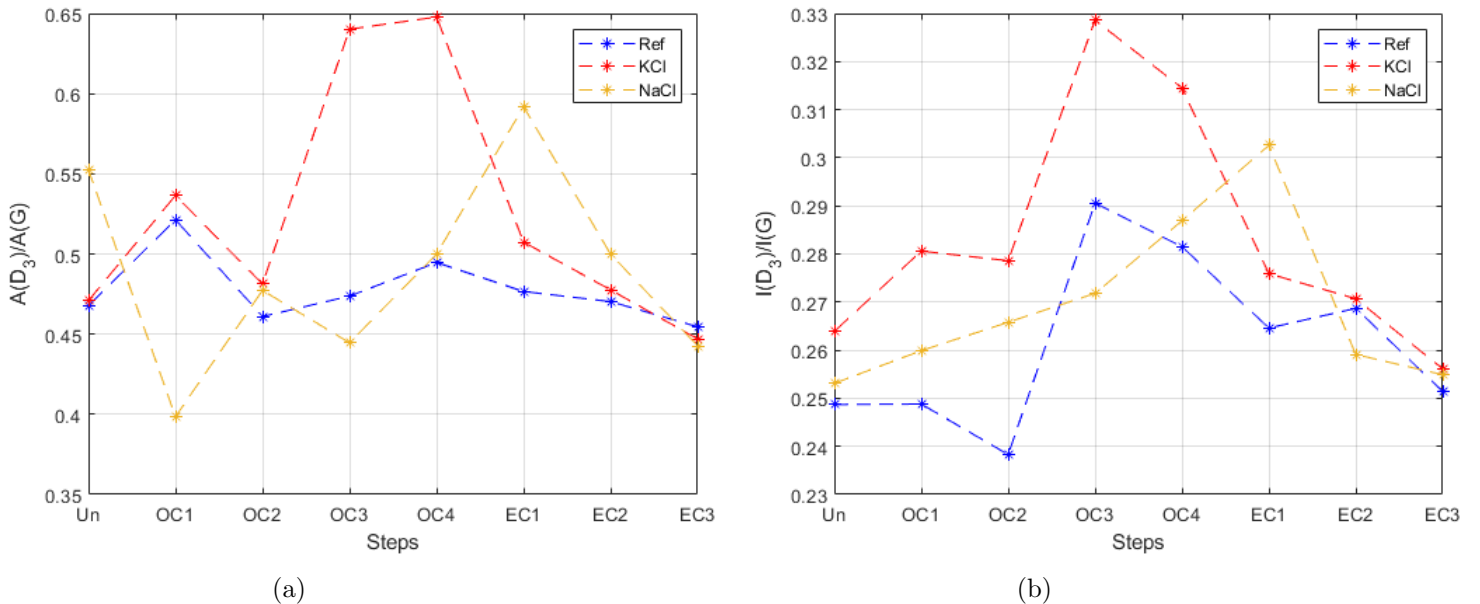 0.65
0.6
0.55
0.5
0.45
0.4
0.35
A(D3)/A(G)
Un OC1 OC2 OC3 OC4 EC1 EC2 EC3
Steps
Ref
KCl
NaCl
(a)
0.33
0.32
0.31
0.3
0.29
0.28
0.27
0.26
0.25
0.24
0.23
I(D3)/I(G)
Un OC1 OC2 OC3 OC4 EC1 EC2 EC3
Steps
Ref
KCl
NaCl
(b)